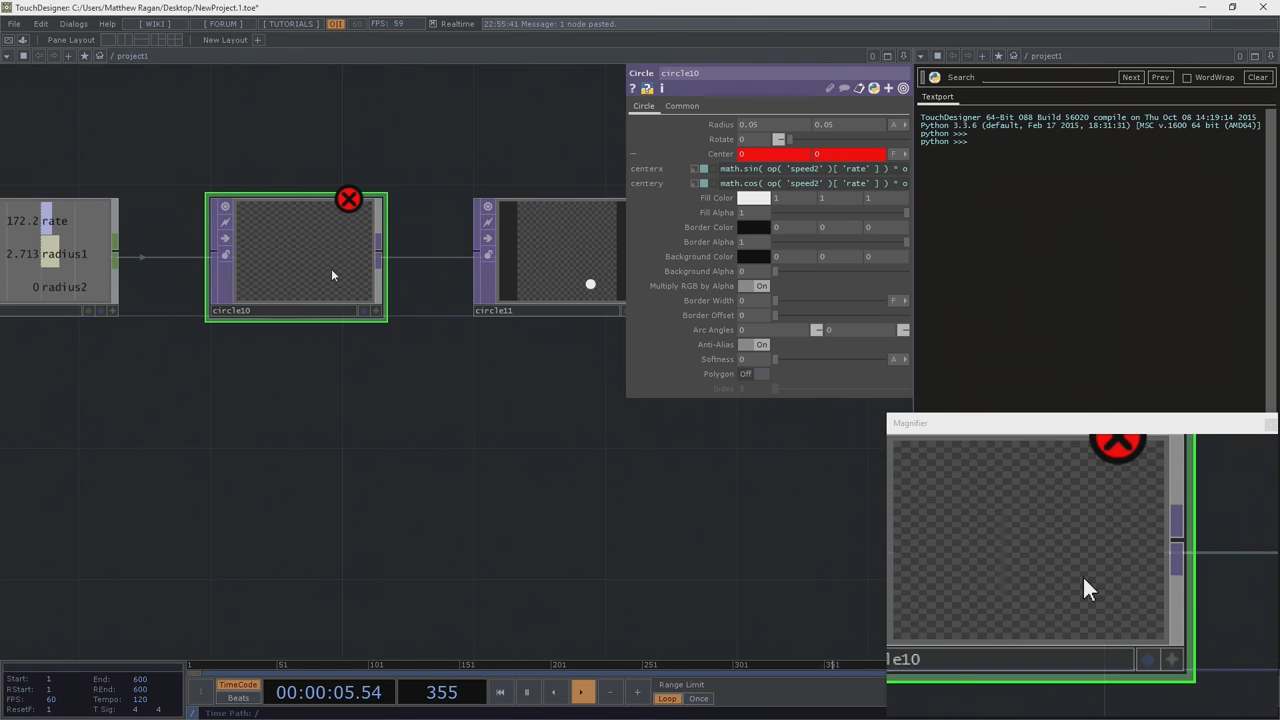 TouchDesigner: C:/Users/Matthew Ragan/Desktop/NewProject.1.toe*
File Edit Dialogs Help [ WIKI ] [ FORUM ] [ TUTORIALS ] O|I FPS: 59 Realtime 22:55:41 Message: 1 node pasted.
Pane Layout New Layout +
/ project1 0
/ project1 0
Circle circle10
? ? i
Circle Common
Radius 0.05 0.05 A
Rotate 0
Center 0 0 F
centerx math.sin( op( 'speed2' )[ 'rate' ] ) * o
centery math.cos( op( 'speed2' )[ 'rate' ] ) * o
Fill Color 1 1 1
Fill Alpha 1
Border Color 0 0 0
Border Alpha 1
Background Color 0 0 0
Background Alpha 0
Multiply RGB by Alpha On
Border Width 0 F
Border Offset 0
Arc Angles 0 0
Anti-Alias On
Softness 0 A
Polygon Off
Sides 3
Search Next Prev WordWrap Clear
Textport
TouchDesigner 64-Bit 088 Build 56020 compile on Thu Oct 08 14:19:14 2015
Python 3.3.6 (default, Feb 17 2015, 18:31:31) [MSC v.1600 64 bit (AMD64)]
python >>>
python >>>
172.2 rate
2.713 radius1
0 radius2
circle10
circle11
Magnifier
le10
1 51 101 151 201 251 301 351
Start: 1 End: 600
RStart: 1 REnd: 600
FPS: 60 Tempo: 120
ResetF: 1 T Sig: 4 4
TimeCode
Beats
00:00:05.54
355
Range Limit
Loop Once
/ Time Path: /